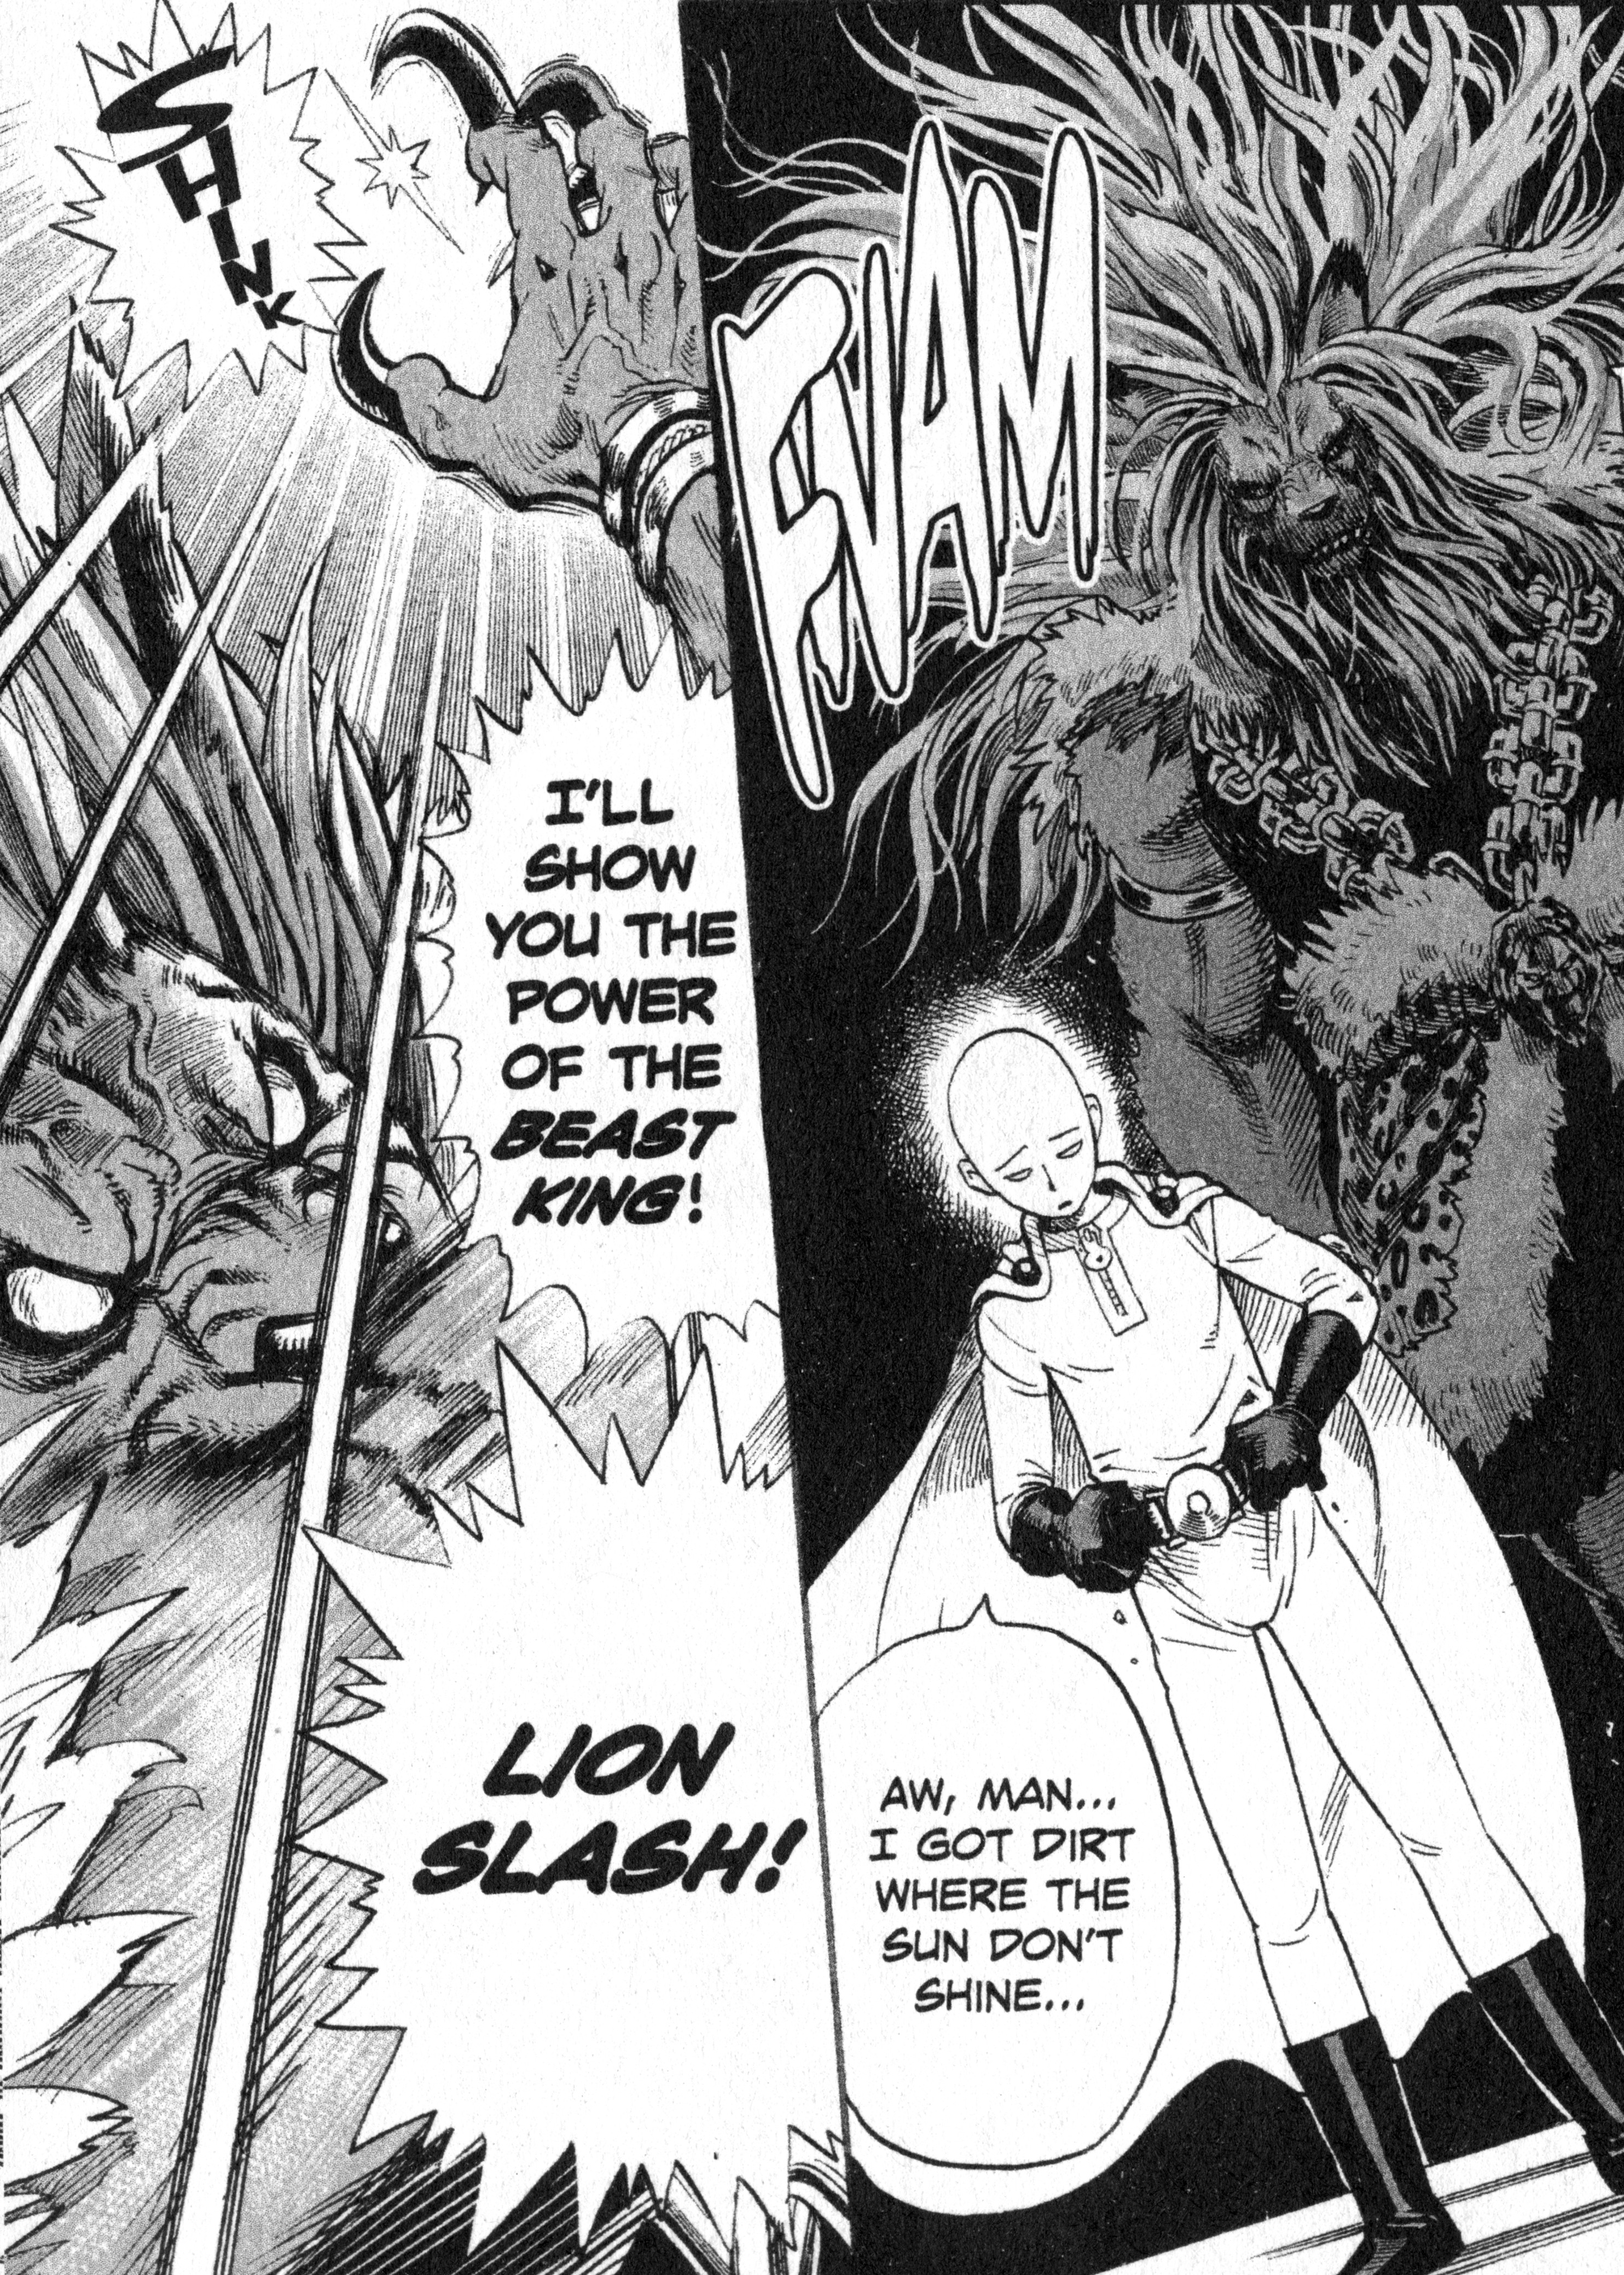 FWAM
AW, MAN...
I GOT DIRT
WHERE THE
SUN DON'T
SHINE...
SHINK
I'LL
SHOW
YOU THE
POWER
OF THE
BEAST
KING!
LION
SLASH!